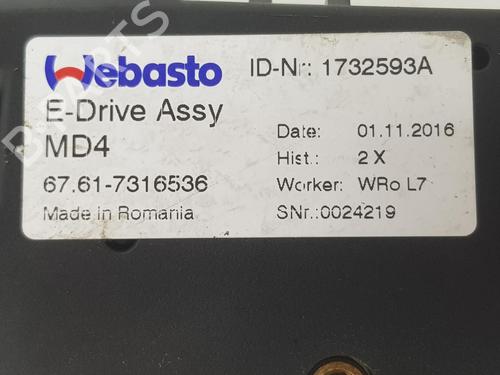 Webasto
ID-Nr: 1732593A
E-Drive Assy
MD4
67.61-7316536
Made in Romania
Date: 01.11.2016
Hist.: 2 X
Worker: WRo L7
SNr.:0024219